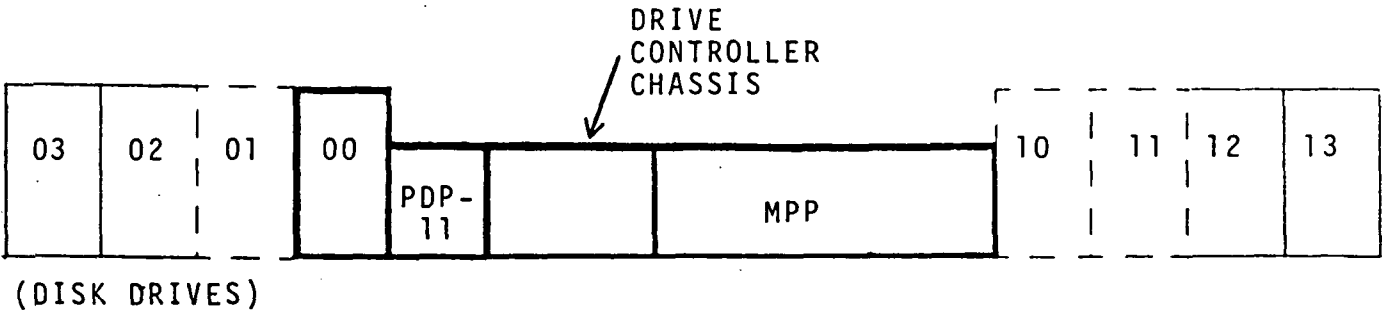 DRIVE
CONTROLLER
CHASSIS
03 02 01 00 10 11 12 13
PDP-
11
MPP
(DISK DRIVES)